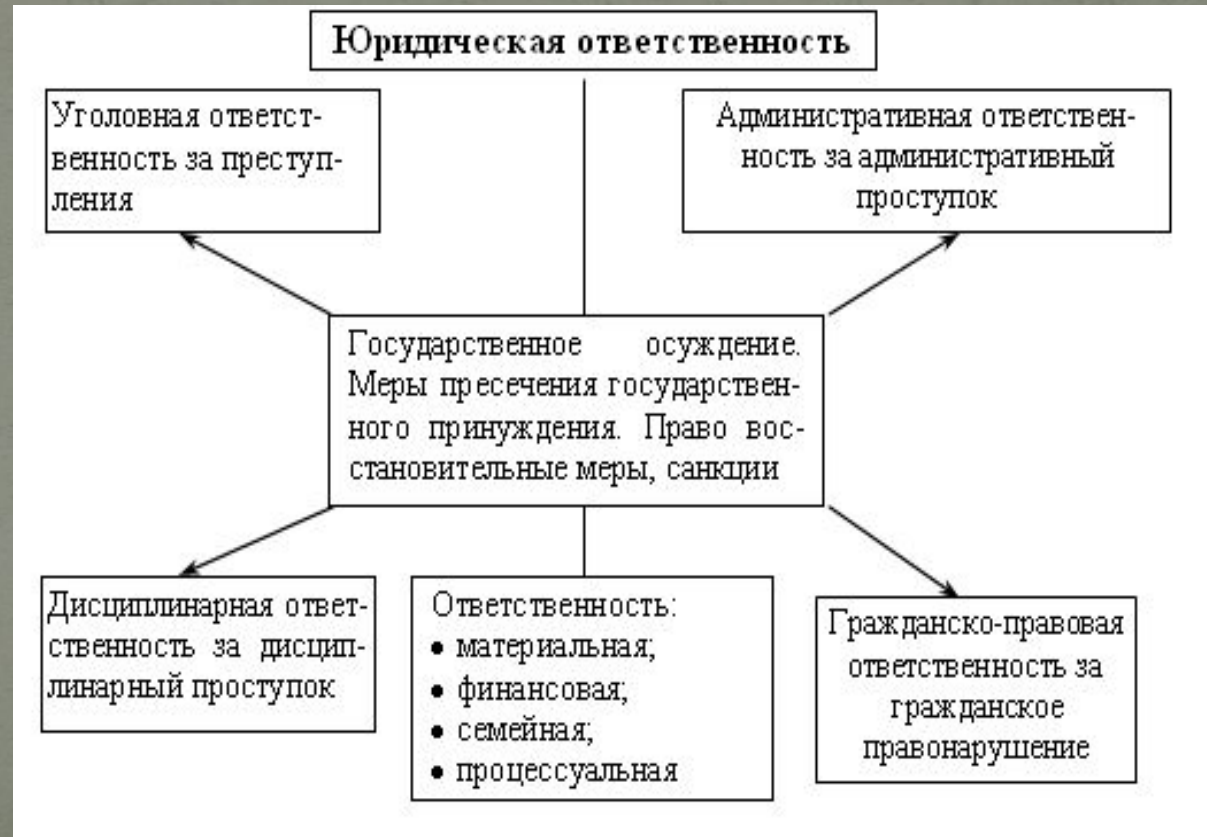 Юридическая ответственность
Уголовная ответст-
венность за преступ-
ления
Административная ответствен-
ность за административный
проступок
Государственное осуждение.
Меры пресечения государствен-
ного принуждения. Право вос-
становительные меры, санкции
Дисциплинарная ответ-
ственность за дисцип-
линарный проступок
Ответственность:
• материальная;
• финансовая;
• семейная;
• процессуальная
Гражданско-правовая
ответственность за
гражданское
правонарушение